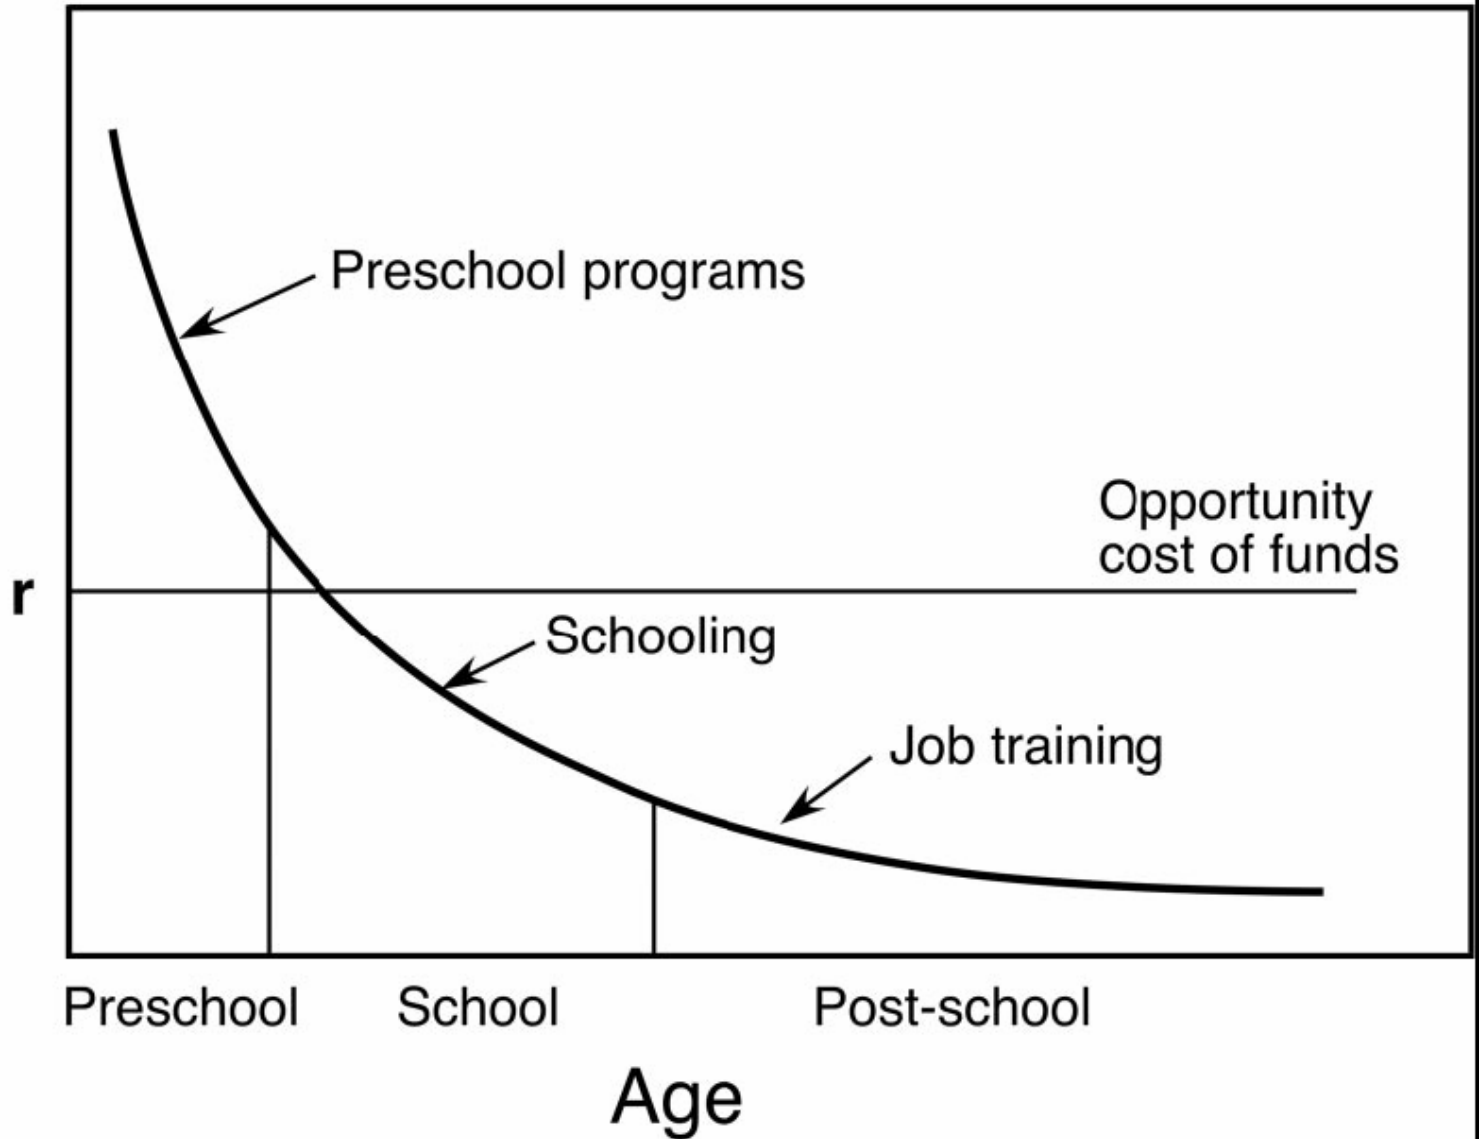 Preschool programs
Opportunity
cost of funds
r
Schooling
Job training
Preschool School Post-school
Age